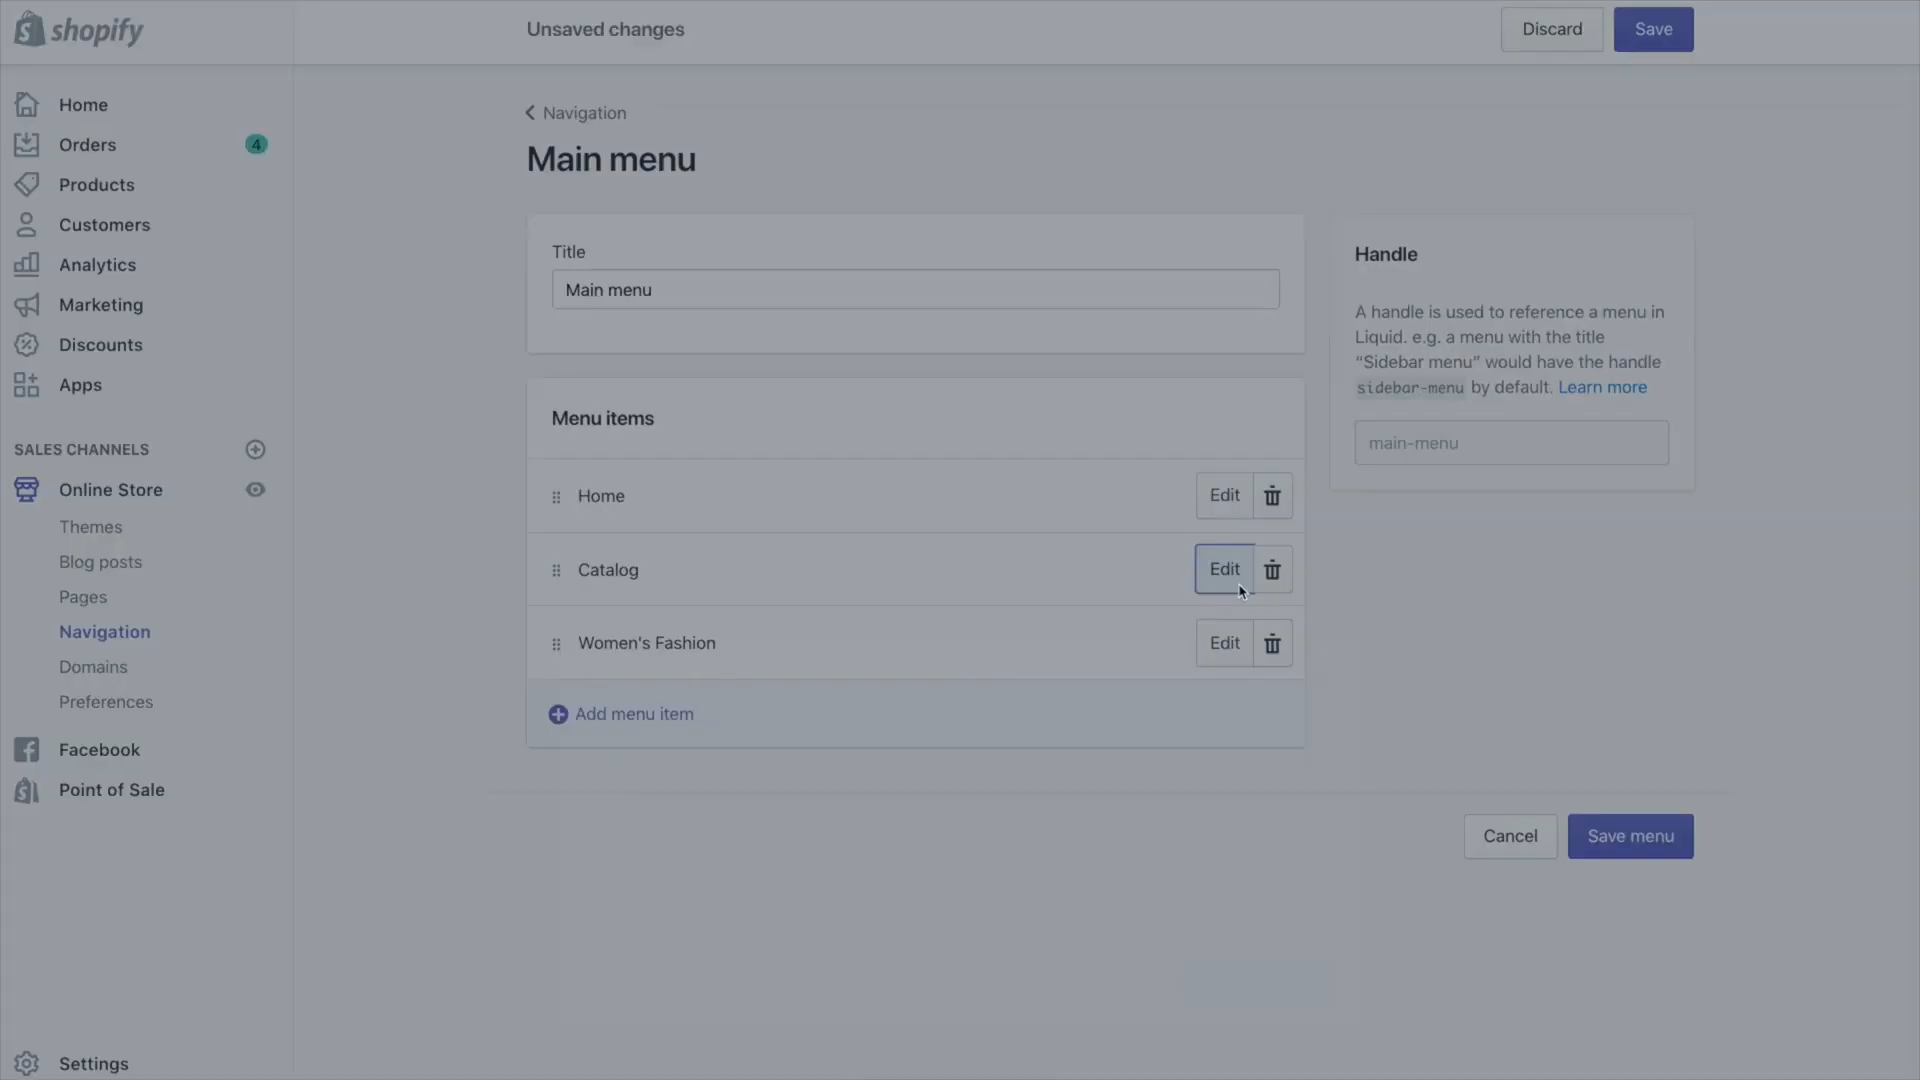 shopify
Unsaved changes
Discard
Save
Home
Orders
4
Products
Customers
Analytics
Marketing
Discounts
Apps
SALES CHANNELS
Online Store
Themes
Blog posts
Pages
Navigation
Domains
Preferences
Facebook
Point of Sale
Settings
Navigation
Main menu
Title
Main menu
Menu items
Home
Edit
Catalog
Edit
Women's Fashion
Edit
Add menu item
Handle
A handle is used to reference a menu in
Liquid. e.g. a menu with the title
“Sidebar menu” would have the handle
sidebar-menu by default. Learn more
main-menu
Cancel
Save menu